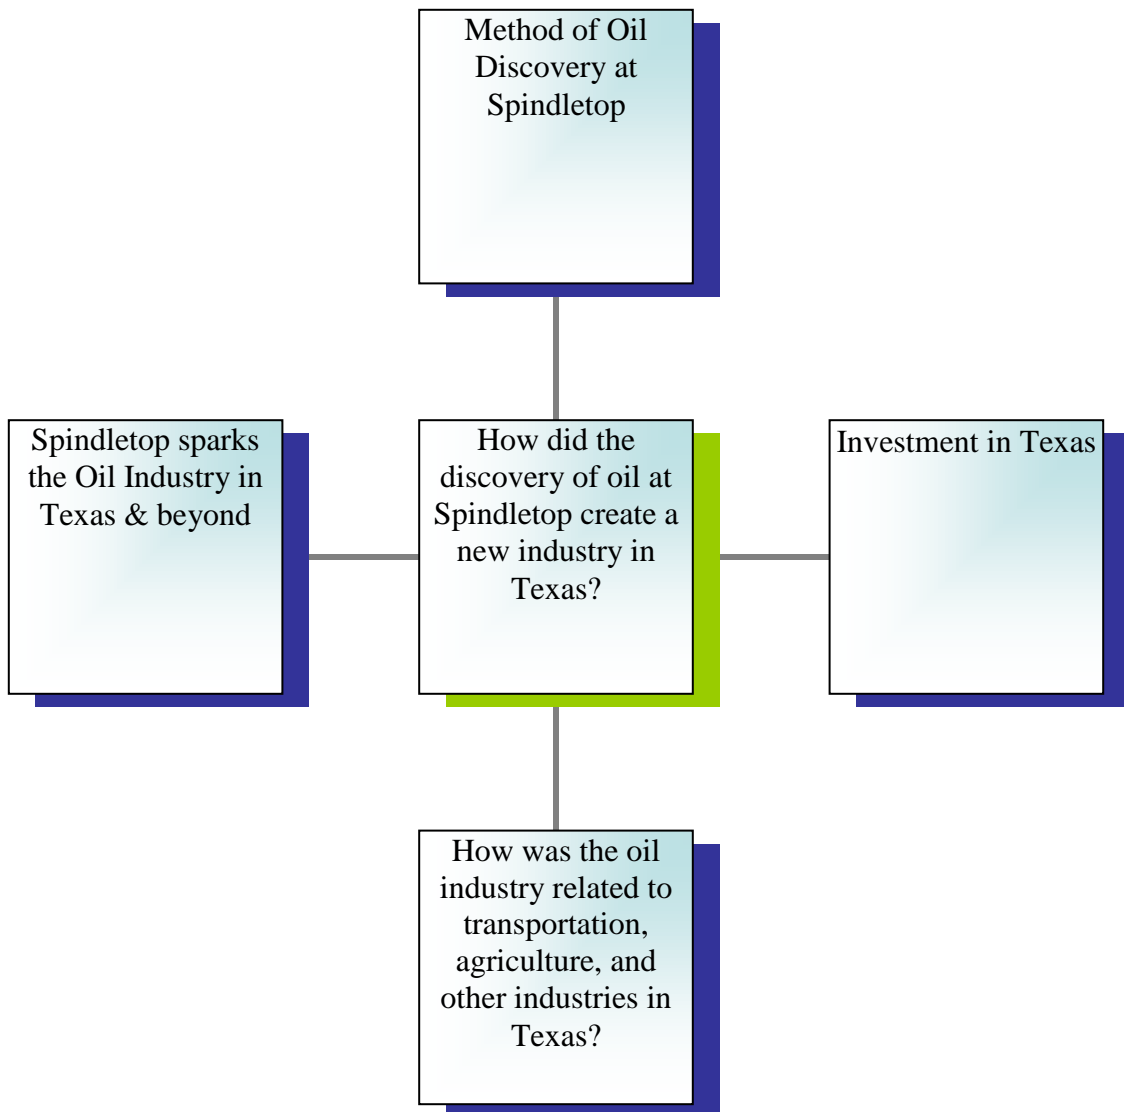 Method of Oil
Discovery at
Spindletop
Spindletop sparks
the Oil Industry in
Texas & beyond
How did the
discovery of oil at
Spindletop create a
new industry in
Texas?
Investment in Texas
How was the oil
industry related to
transportation,
agriculture, and
other industries in
Texas?